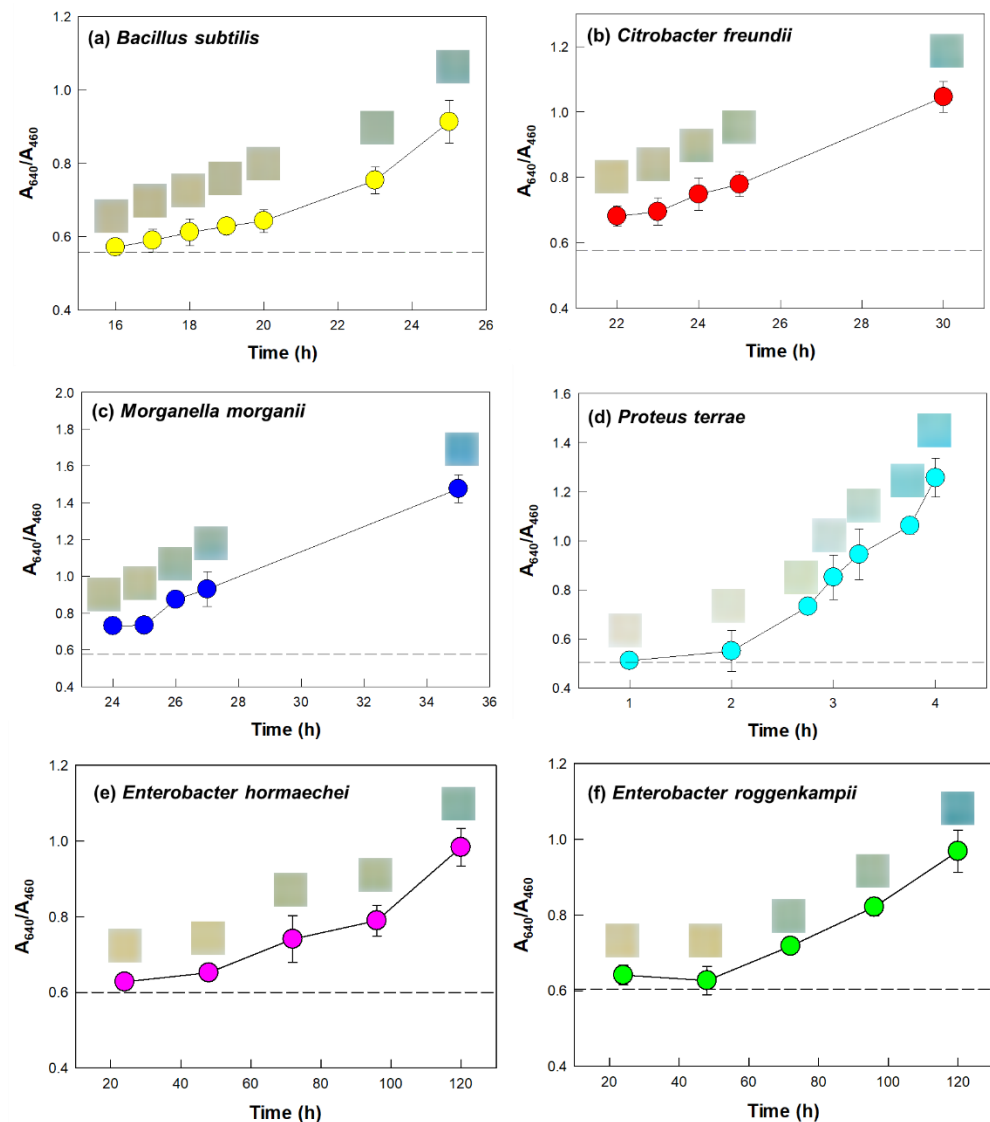 (a) Bacillus subtilis
1.2
1.0
0.8
0.6
0.4
A640/A460
16 18 20 22 24 26
Time (h)
(b) Citrobacter freundii
1.2
1.0
0.8
0.6
0.4
A640/A460
22 24 26 28 30
Time (h)
(c) Morganella morganii
2.0
1.8
1.6
1.4
1.2
1.0
0.8
0.6
0.4
A640/A460
24 26 28 30 32 34 36
Time (h)
(d) Proteus terrae
1.6
1.4
1.2
1.0
0.8
0.6
0.4
A640/A460
1 2 3 4
Time (h)
(e) Enterobacter hormaechei
1.2
1.0
0.8
0.6
0.4
A640/A460
20 40 60 80 100 120
Time (h)
(f) Enterobacter roggenkampii
1.2
1.0
0.8
0.6
0.4
A640/A460
20 40 60 80 100 120
Time (h)